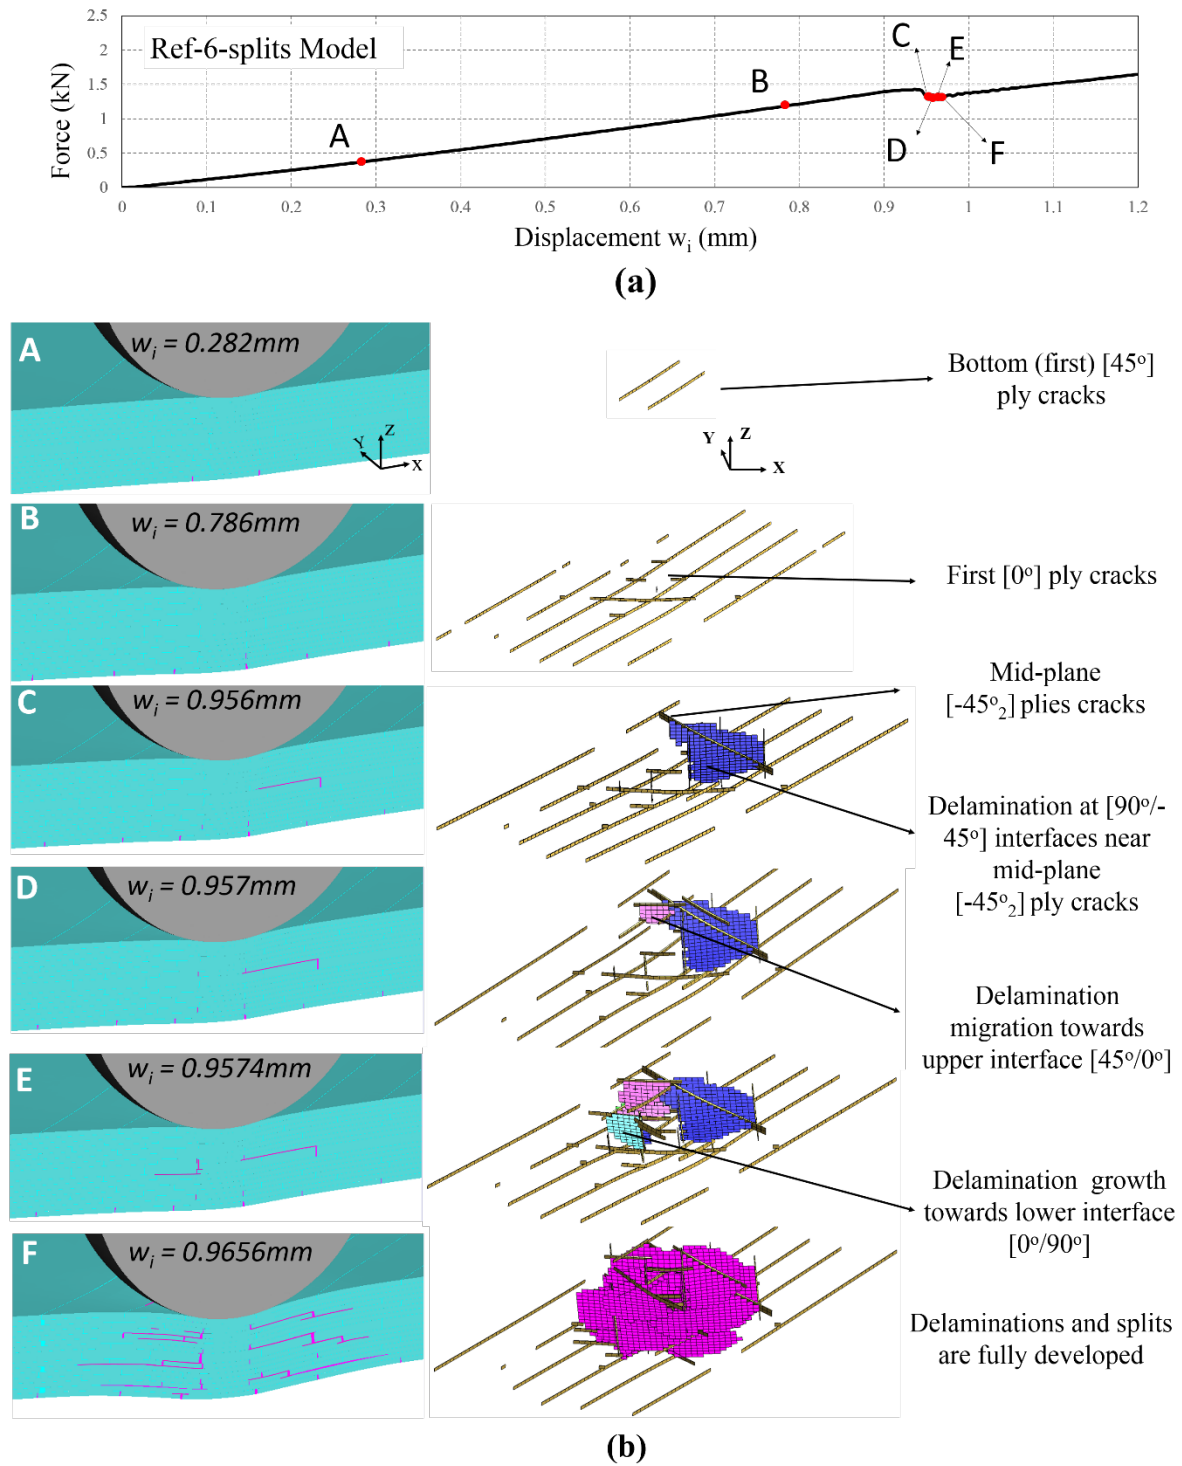 Ref-6-splits Model
Force (kN)
2.5
2
1.5
1
0.5
0
A
B
C
E
D
F
0
0.1
0.2
0.3
0.4
0.5
0.6
0.7
0.8
0.9
1
1.1
1.2
Displacement wi (mm)
(a)
A
wi = 0.282mm
Z
Y
X
Y
Z
X
Bottom (first) [45°]
ply cracks
B
wi = 0.786mm
First [0°] ply cracks
C
wi = 0.956mm
Mid-plane
[-45°2] plies cracks
Delamination at [90°/-
45°] interfaces near
mid-plane
[-45°2] ply cracks
D
wi = 0.957mm
Delamination
migration towards
upper interface [45°/0°]
E
wi = 0.9574mm
Delamination growth
towards lower interface
[0°/90°]
F
wi = 0.9656mm
Delaminations and splits
are fully developed
(b)